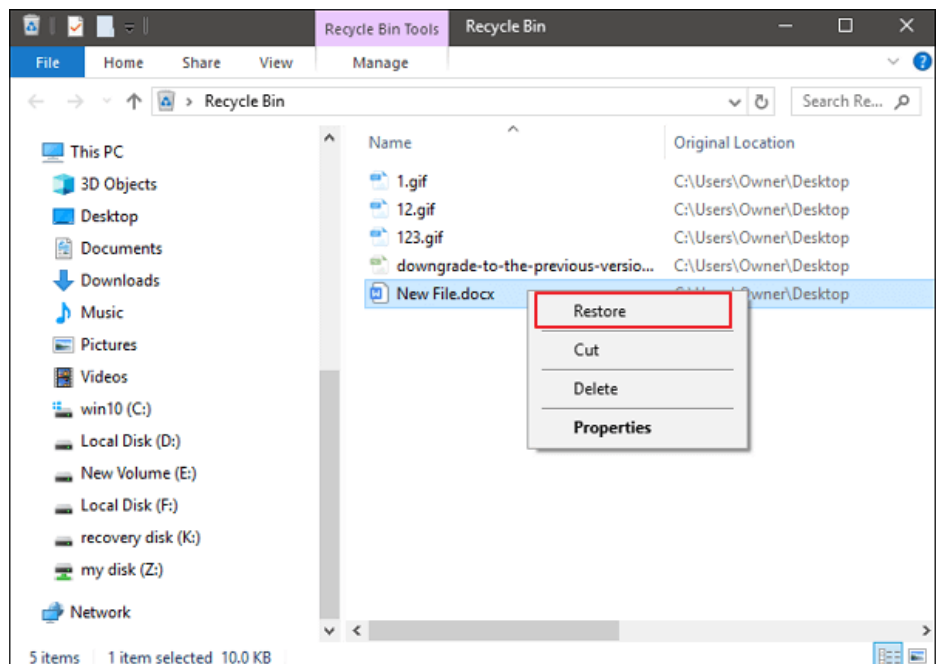 Recycle Bin Tools Recycle Bin
File Home Share View Manage
Recycle Bin Search Re...
This PC
3D Objects
Desktop
Documents
Downloads
Music
Pictures
Videos
win10 (C:)
Local Disk (D:)
New Volume (E:)
Local Disk (F:)
recovery disk (K:)
my disk (Z:)
Network
Name Original Location
1.gif C:\Users\Owner\Desktop
12.gif C:\Users\Owner\Desktop
123.gif C:\Users\Owner\Desktop
downgrade-to-the-previous-versio... C:\Users\Owner\Desktop
New File.docx wner\Desktop
Restore
Cut
Delete
Properties
5 items 1 item selected 10.0 KB